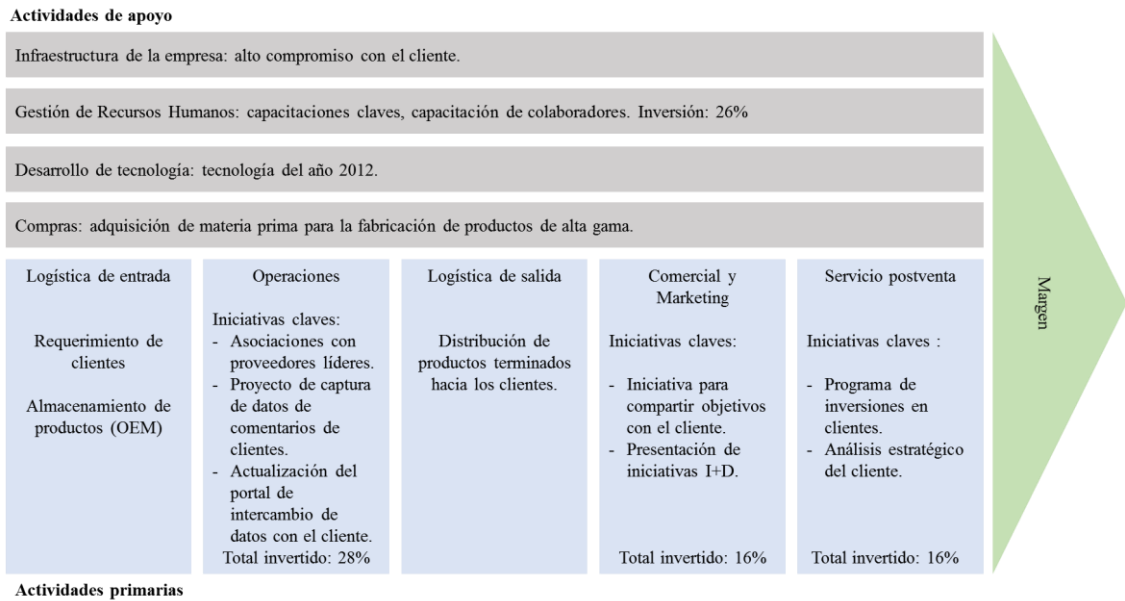 Actividades de apoyo
Infraestructura de la empresa: alto compromiso con el cliente.
Gestión de Recursos Humanos: capacitaciones claves, capacitación de colaboradores. Inversión: 26%
Desarrollo de tecnología: tecnología del año 2012.
Compras: adquisición de materia prima para la fabricación de productos de alta gama.
Logística de entrada
Requerimiento de
clientes
Almacenamiento de
productos (OEM)
Operaciones
Iniciativas claves:
- Asociaciones con
proveedores líderes.
- Proyecto de captura
de datos de
comentarios de
clientes.
- Actualización del
portal de
intercambio de
datos con el cliente.
Total invertido: 28%
Logística de salida
Distribución de
productos terminados
hacia los clientes.
Comercial y
Marketing
Iniciativas claves:
- Iniciativa para
compartir objetivos
con el cliente.
- Presentación de
iniciativas I+D.
Total invertido: 16%
Servicio postventa
Iniciativas claves :
- Programa de
inversiones en
clientes.
- Análisis estratégico
del cliente.
Total invertido: 16%
Margen
Actividades primarias